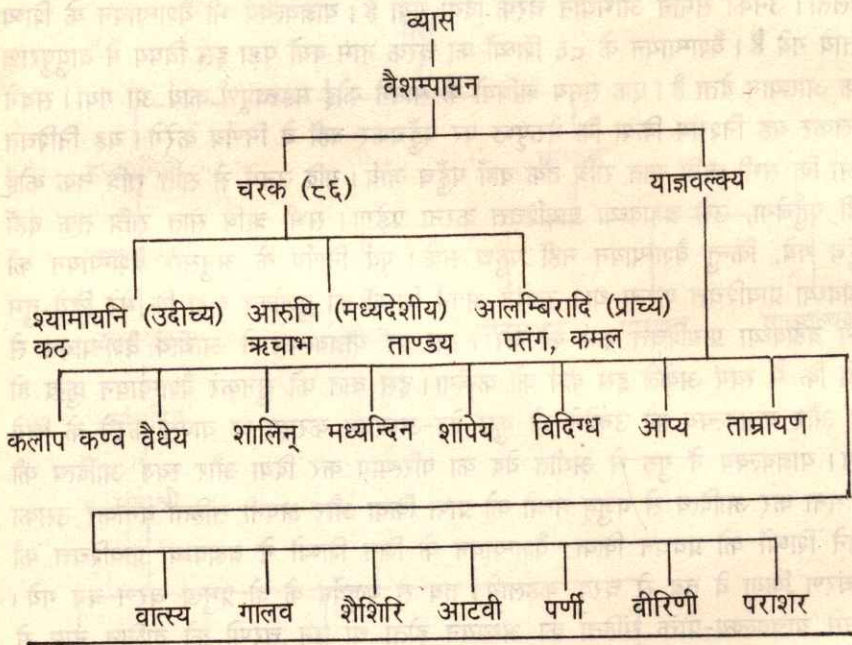 व्यास
वैशम्पायन
चरक (८६) याज्ञवल्क्य
श्यामायनि (उदीच्य) आरुणि (मध्यदेशीय) आलम्बिरादि (प्राच्य)
कठ ऋचाभ ताण्डय पतंग, कमल
कलाप कण्व वैधेय शालिन् मध्यन्दिन शापेय विदिग्ध आप्य ताम्रायण
वात्स्य गालव शैशिरि आटवी पर्णी वीरिणी पराशर